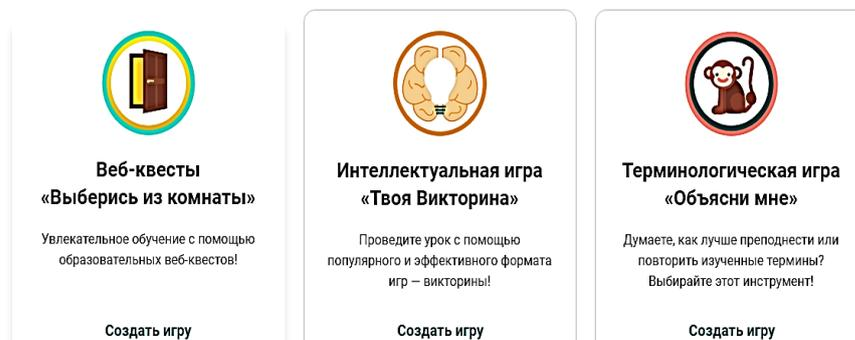 Веб-квесты
«Выберись из комнаты»
Увлекательное обучение с помощью
образовательных веб-квестов!
Создать игру
Интеллектуальная игра
«Твоя Викторина»
Проведите урок с помощью
популярного и эффективного формата
игр — викторины!
Создать игру
Терминологическая игра
«Объясни мне»
Думаете, как лучше преподнести или
повторить изученные термины?
Выбирайте этот инструмент!
Создать игру